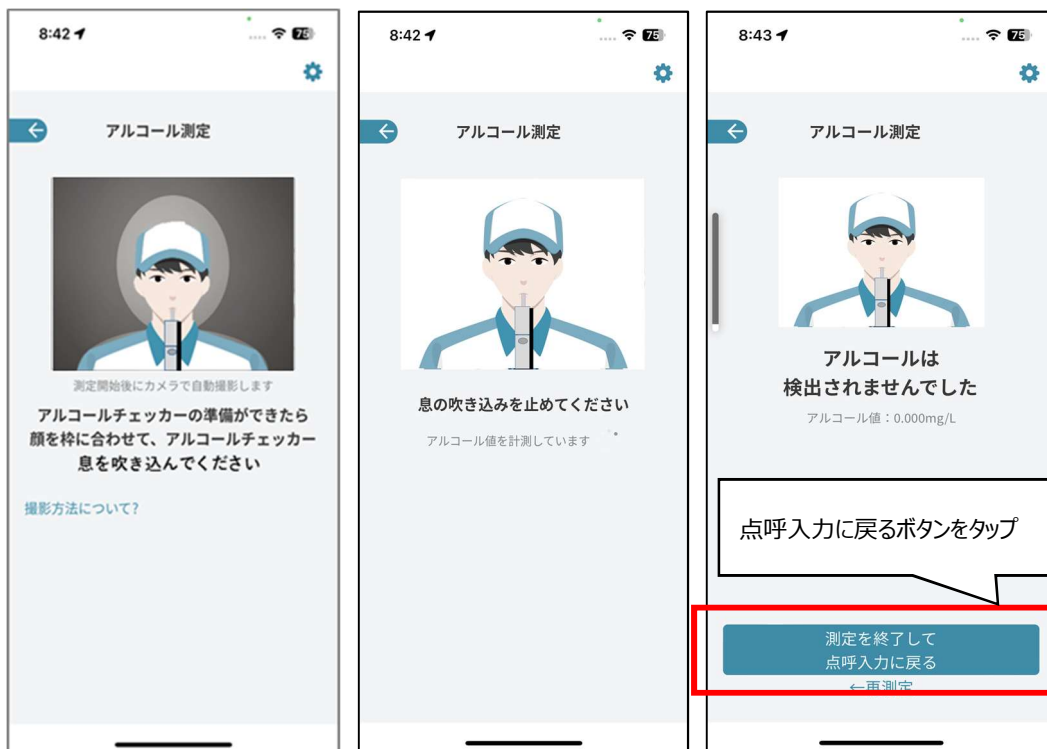 8:42
75
アルコール測定
測定開始後にカメラで自動撮影します
アルコールチェッカーの準備ができたら
顔を枠に合わせて、アルコールチェッカー
息を吹き込んでください
撮影方法について?
8:42
75
アルコール測定
息の吹き込みを止めてください
アルコール値を計測しています
8:43
75
アルコール測定
アルコールは
検出されませんでした
アルコール値：0.000mg/L
点呼入力に戻るボタンをタップ
測定を終了して
点呼入力に戻る
←再測定